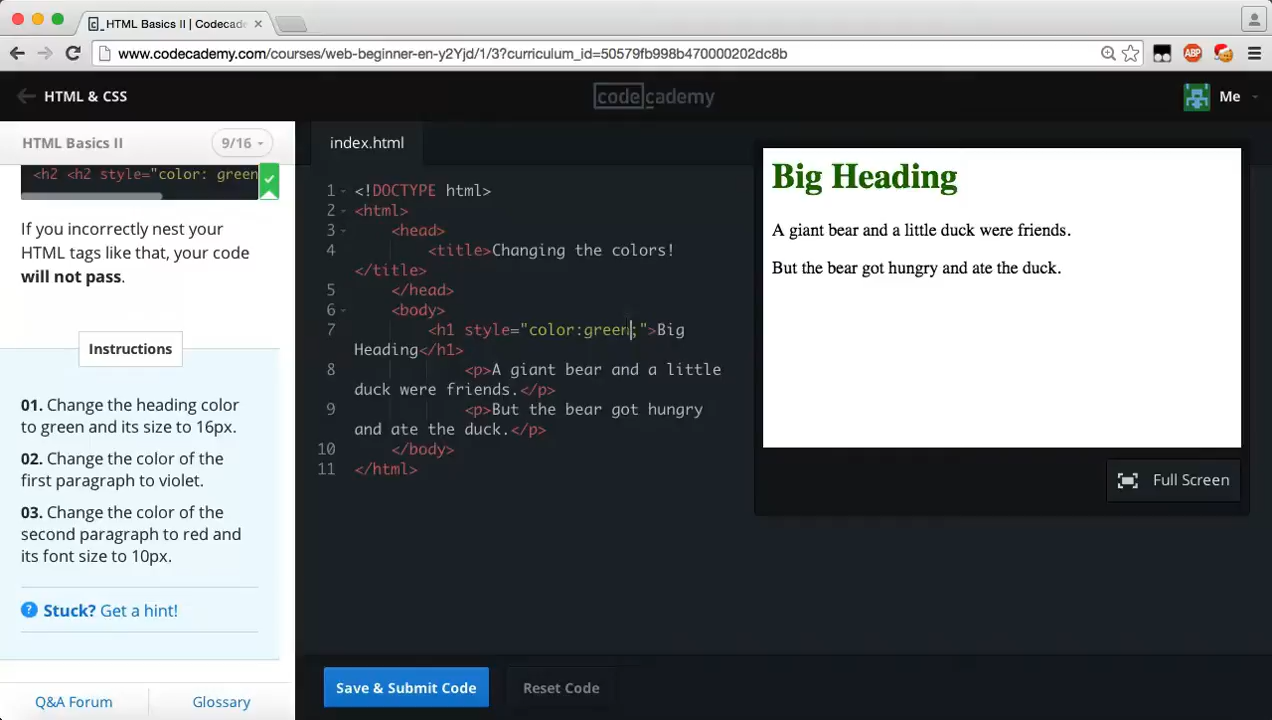 HTML Basics II | Codecade
www.codecademy.com/courses/web-beginner-en-y2Yjd/1/3?curriculum_id=50579fb998b470000202dc8b
ABP
HTML & CSS
codecademy
Me
HTML Basics II
9/16
index.html
<h2 <h2 style="color: green
If you incorrectly nest your
HTML tags like that, your code
will not pass.
Instructions
01. Change the heading color
to green and its size to 16px.
02. Change the color of the
first paragraph to violet.
03. Change the color of the
second paragraph to red and
its font size to 10px.
? Stuck? Get a hint!
Q&A Forum
Glossary
1 <!DOCTYPE html>
2 <html>
3 <head>
4 <title>Changing the colors!
</title>
5 </head>
6 <body>
7 <h1 style="color:green;">Big
Heading</h1>
8 <p>A giant bear and a little
duck were friends.</p>
9 <p>But the bear got hungry
and ate the duck.</p>
10 </body>
11 </html>
Big Heading
A giant bear and a little duck were friends.
But the bear got hungry and ate the duck.
Full Screen
Save & Submit Code
Reset Code